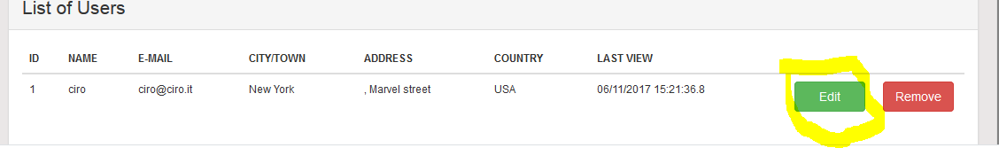 List of Users
ID NAME E-MAIL CITY/TOWN ADDRESS COUNTRY LAST VIEW
1 ciro ciro@ciro.it New York , Marvel street USA 06/11/2017 15:21:36.8 Edit Remove